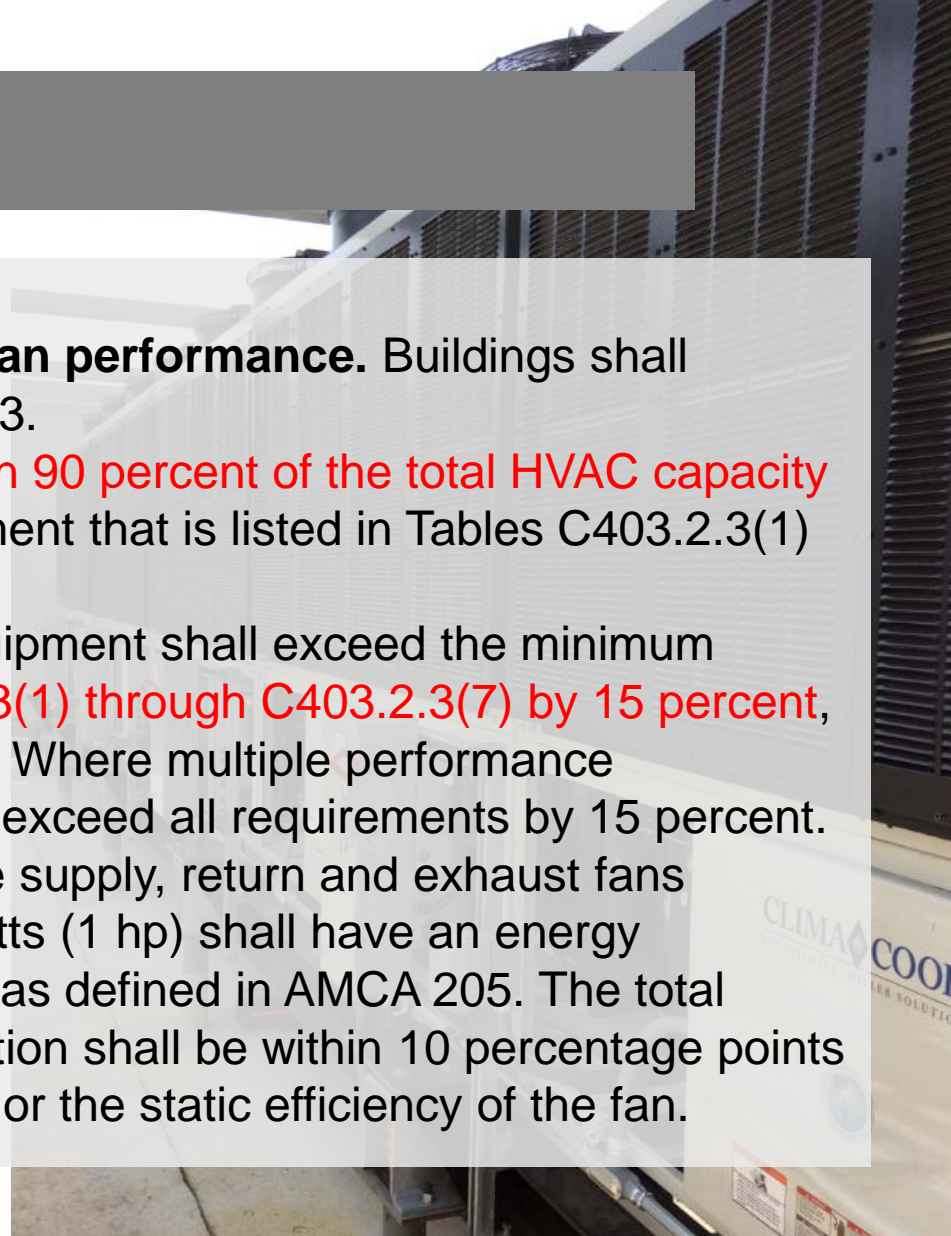 an performance. Buildings shall
3.
n 90 percent of the total HVAC capacity
nent that is listed in Tables C403.2.3(1)
uipment shall exceed the minimum
3(1) through C403.2.3(7) by 15 percent,
Where multiple performance
exceed all requirements by 15 percent.
e supply, return and exhaust fans
tts (1 hp) shall have an energy
as defined in AMCA 205. The total
tion shall be within 10 percentage points
or the static efficiency of the fan.
CLIMA COO